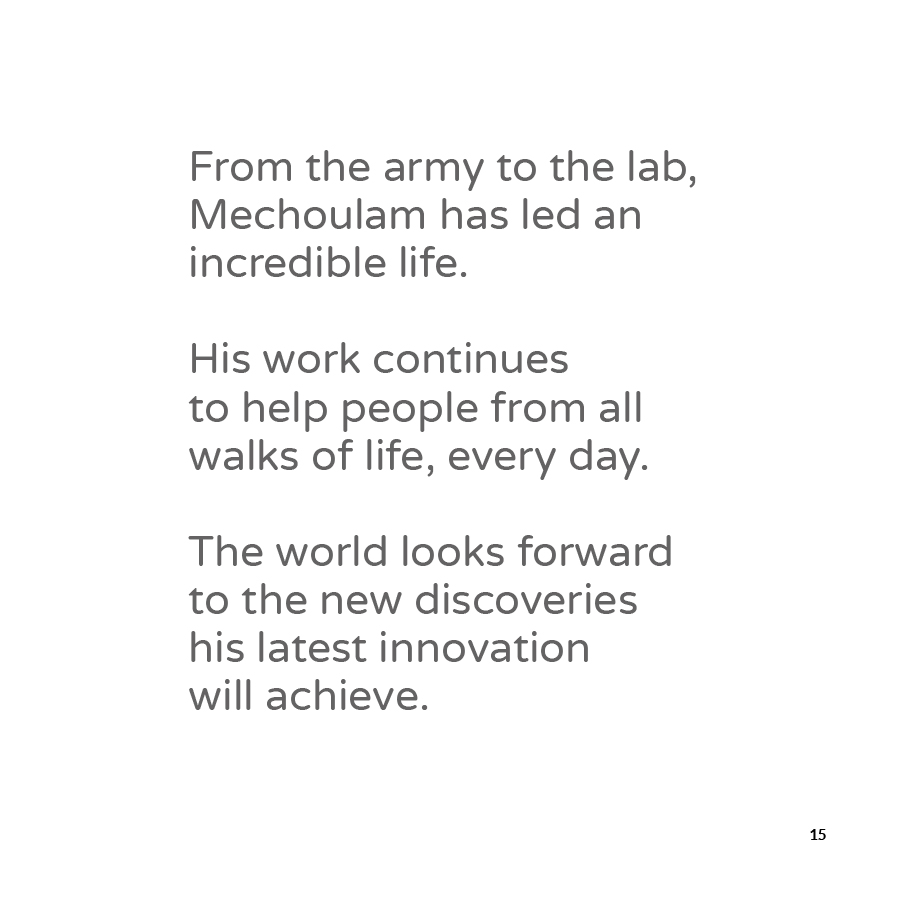 From the army to the lab,
Mechoulam has led an
incredible life.
His work continues
to help people from all
walks of life, every day.
The world looks forward
to the new discoveries
his latest innovation
will achieve.
15